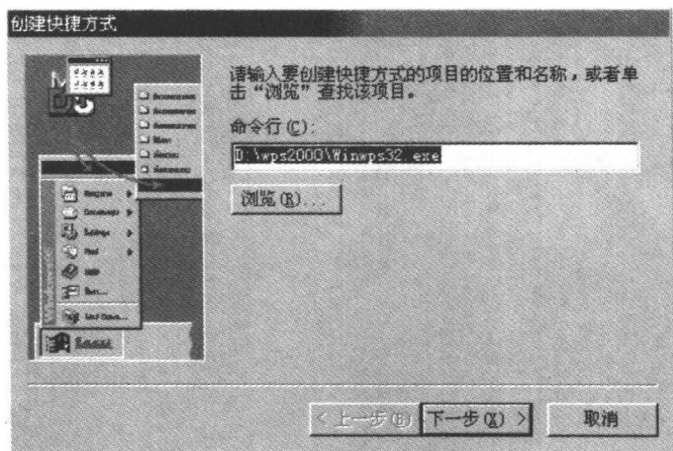 创建快捷方式
请输入要创建快捷方式的项目的位置和名称，或者单
击“浏览”查找该项目。
命令行(C):
D:\wps2000\Winwps32.exe
浏览(R)...
< 上一步(B)
下一步(X) >
取消